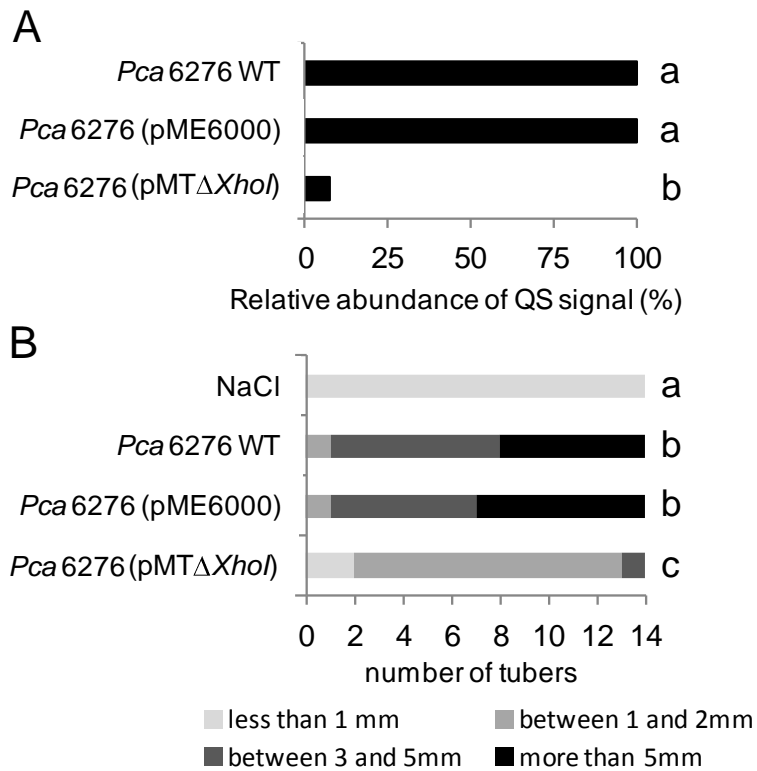 A
Pca 6276 WT a
Pca 6276 (pME6000) a
Pca 6276 (pMTΔXhoI) b
0 25 50 75 100
Relative abundance of QS signal (%)
B
NaCl a
Pca 6276 WT b
Pca 6276 (pME6000) b
Pca 6276 (pMTΔXhoI) c
0 2 4 6 8 10 12 14
number of tubers
less than 1 mm between 1 and 2mm
between 3 and 5mm more than 5mm